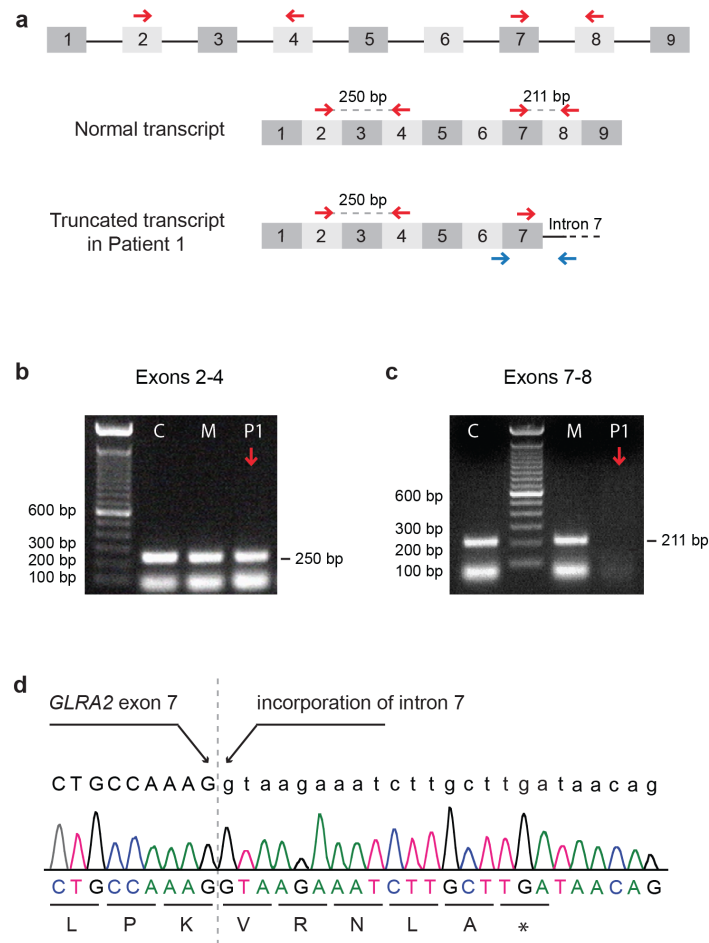 a
1 2 3 4 5 6 7 8 9
250 bp 211 bp
Normal transcript 1 2 3 4 5 6 7 8 9
250 bp
Truncated transcript
in Patient 1
1 2 3 4 5 6 7 Intron 7
b Exons 2-4
C M P1
600 bp
300 bp
200 bp
100 bp
250 bp
c Exons 7-8
C M P1
600 bp
300 bp
200 bp
100 bp
211 bp
d
GLRA2 exon 7 incorporation of intron 7
C T G C C A A A G g t a a g a a a t c t t g c t t g a t a a c a g
C T G C C A A A G G T A A G A A A T C T T G C T T G A T A A C A G
L P K V R N L A *